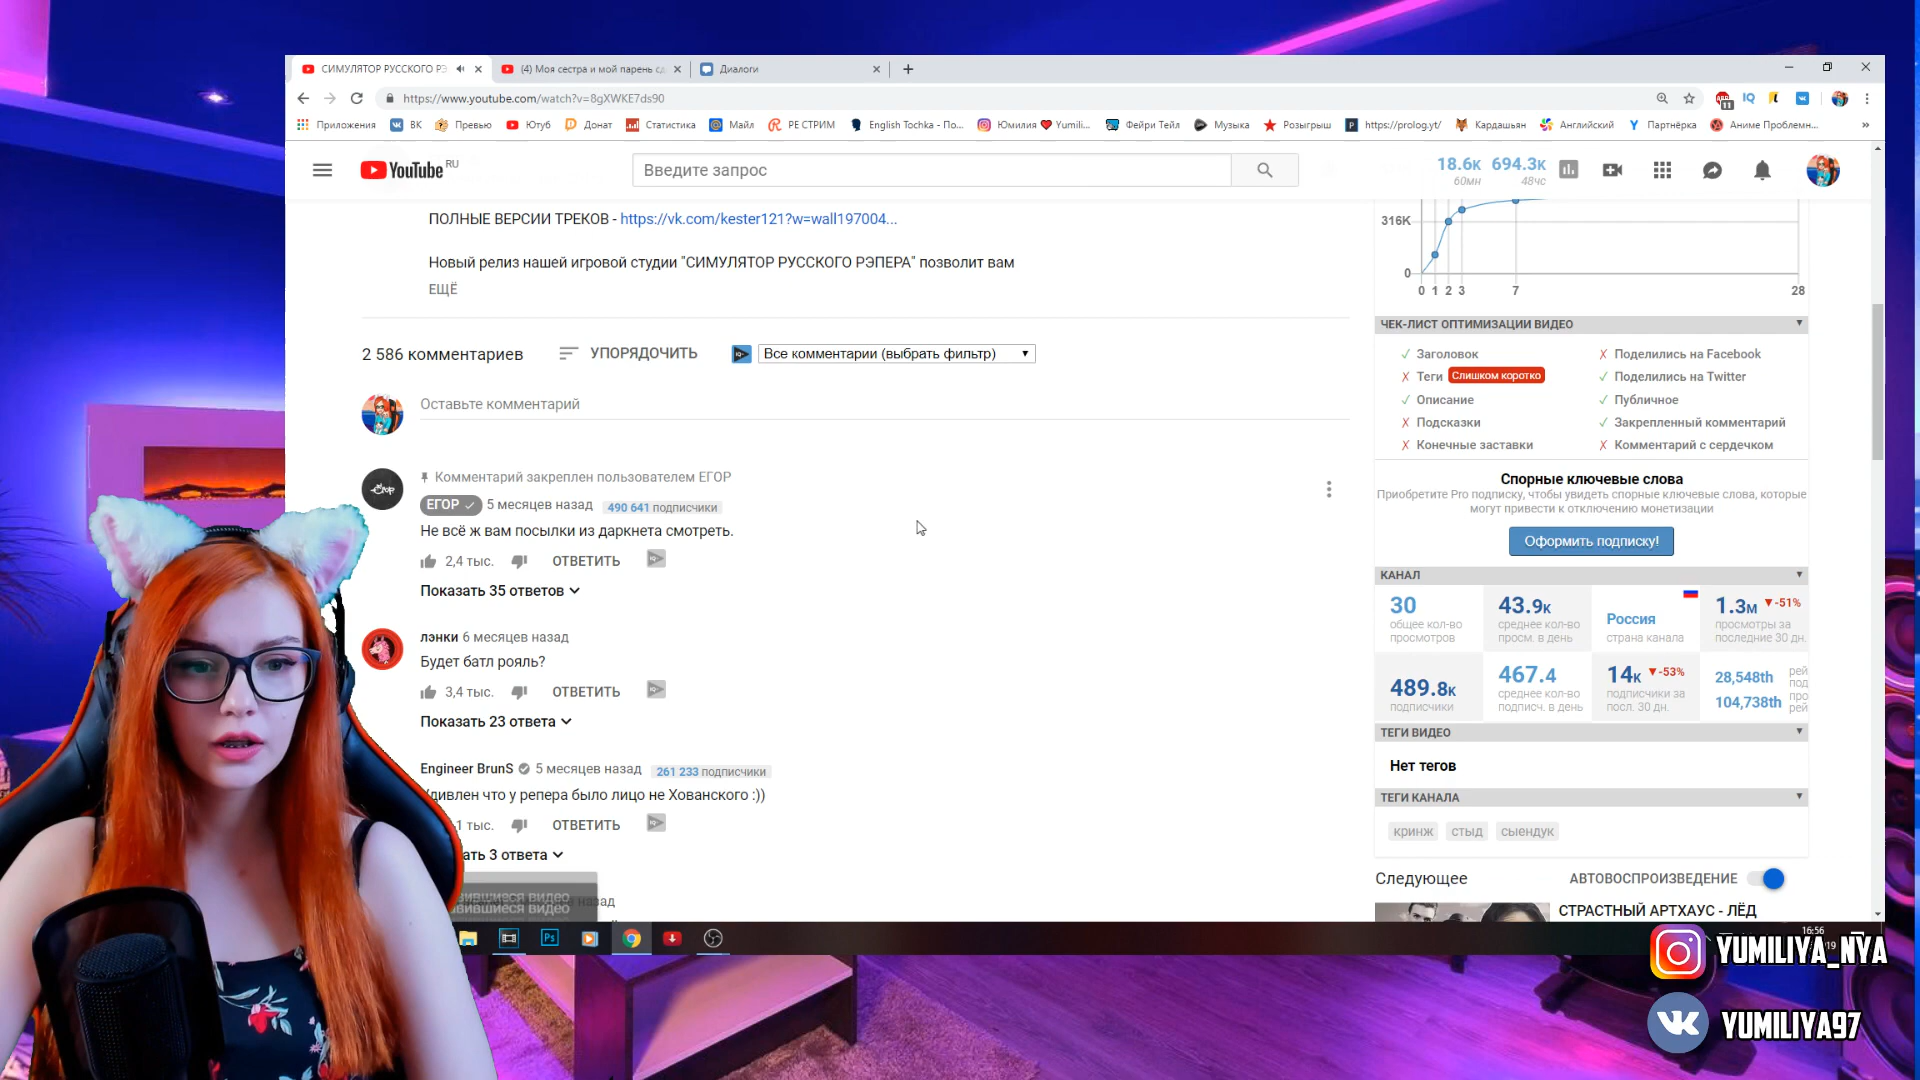 СИМУЛЯТОР РУССКОГО РЭ
(4) Моя сестра и мой парень сд
Диалоги
https://www.youtube.com/watch?v=8gXWKE7ds90
Приложения
ВК
Превью
Ютуб
Донат
Статистика
Майл
РЕ СТРИМ
English Tochka - По...
Юмилия ❤ Yumili...
Фейри Тейл
Музыка
Розыгрыш
https://prolog.yt/
Кардашьян
Английский
Партнёрка
Аниме Проблемн...
YouTube RU
Введите запрос
18.6к 694.3к
60мн 48чс
ПОЛНЫЕ ВЕРСИИ ТРЕКОВ - https://vk.com/kester121?w=wall197004...
Новый релиз нашей игровой студии "СИМУЛЯТОР РУССКОГО РЭПЕРА" позволит вам
ЕЩЁ
2 586 комментариев
УПОРЯДОЧИТЬ
Все комментарии (выбрать фильтр)
Оставьте комментарий
Комментарий закреплен пользователем ЕГОР
ЕГОР 5 месяцев назад 490 641 подписчики
Не всё ж вам посылки из даркнета смотреть.
2,4 тыс. ОТВЕТИТЬ
Показать 35 ответов
лэнки 6 месяцев назад
Будет батл рояль?
3,4 тыс. ОТВЕТИТЬ
Показать 23 ответа
Engineer BrunS 5 месяцев назад 261 233 подписчики
дивлен что у репера было лицо не Хованского :))
1 тыс. ОТВЕТИТЬ
ать 3 ответа
назад
316K
0
0 1 2 3 7 28
ЧЕК-ЛИСТ ОПТИМИЗАЦИИ ВИДЕО
Заголовок
Поделились на Facebook
Теги Слишком коротко
Поделились на Twitter
Описание
Публичное
Подсказки
Закрепленный комментарий
Конечные заставки
Комментарий с сердечком
Спорные ключевые слова
Приобретите Pro подписку, чтобы увидеть спорные ключевые слова, которые
могут привести к отключению монетизации
Оформить подписку!
КАНАЛ
30
общее кол-во
просмотров
43.9к
среднее кол-во
просм. в день
Россия
страна канала
1.3м -51%
просмотры за
последние 30 дн.
489.8к
подписчики
467.4
среднее кол-во
подписч. в день
14к -53%
подписчики за
посл. 30 дн.
28,548th
104,738th
ТЕГИ ВИДЕО
Нет тегов
ТЕГИ КАНАЛА
кринж стыд сыендук
Следующее
АВТОВОСПРОИЗВЕДЕНИЕ
СТРАСТНЫЙ АРТХАУС - ЛЁД
Ps
16:56
YUMILIYA_NYA
YUMILIYA97